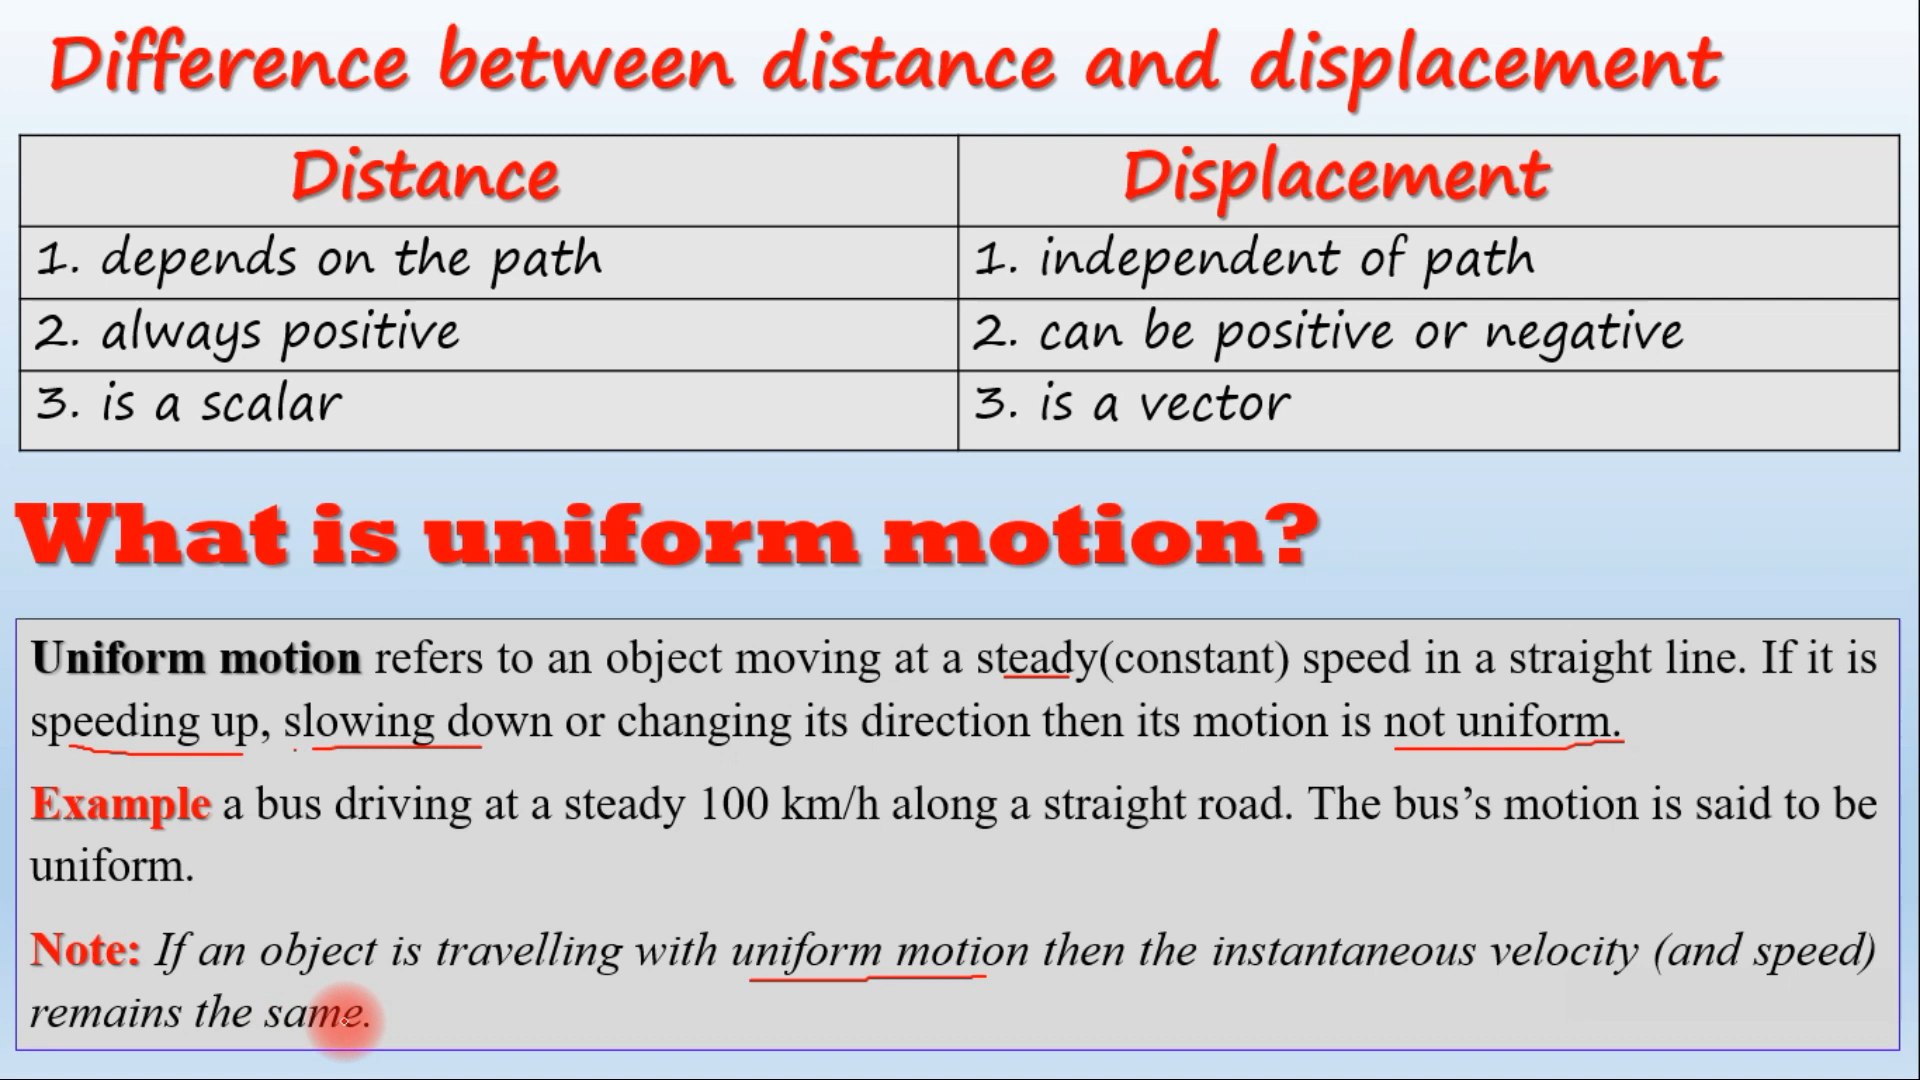 Difference between distance and displacement
Distance
Displacement
1. depends on the path
1. independent of path
2. always positive
2. can be positive or negative
3. is a scalar
3. is a vector
What is uniform motion?
Uniform motion refers to an object moving at a steady(constant) speed in a straight line. If it is
speeding up, slowing down or changing its direction then its motion is not uniform.
Example a bus driving at a steady 100 km/h along a straight road. The bus’s motion is said to be
uniform.
Note: If an object is travelling with uniform motion then the instantaneous velocity (and speed)
remains the same.